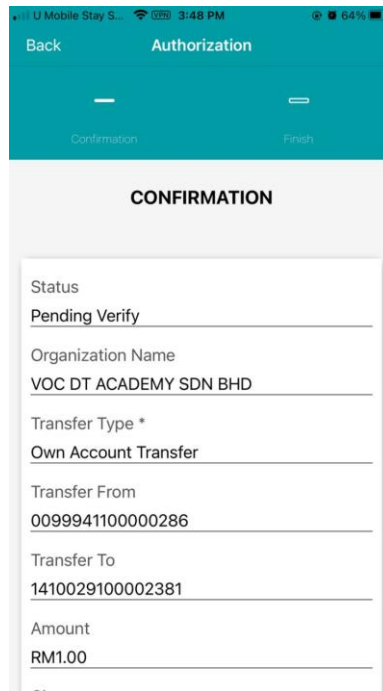 U Mobile Stay S... VPN 3:48 PM 64%
Back Authorization
Confirmation Finish
CONFIRMATION
Status
Pending Verify
Organization Name
VOC DT ACADEMY SDN BHD
Transfer Type *
Own Account Transfer
Transfer From
0099941100000286
Transfer To
1410029100002381
Amount
RM1.00